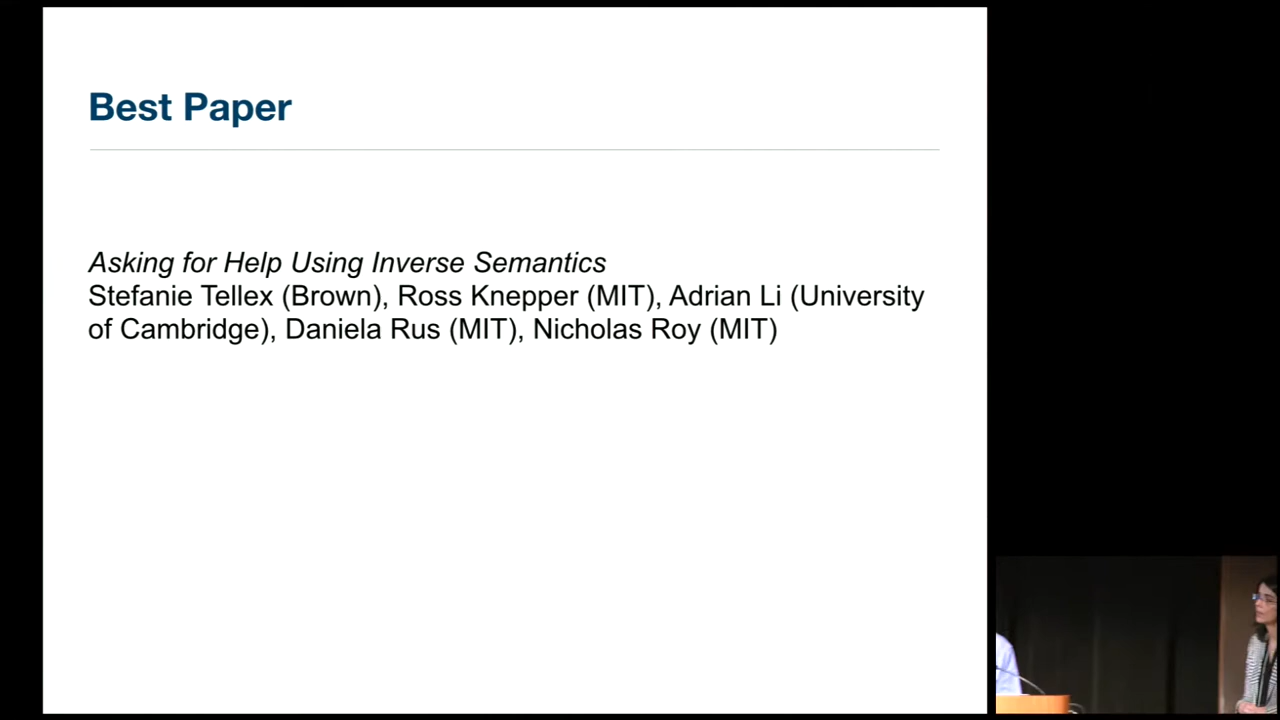 Best Paper
Asking for Help Using Inverse Semantics
Stefanie Tellex (Brown), Ross Knepper (MIT), Adrian Li (University
of Cambridge), Daniela Rus (MIT), Nicholas Roy (MIT)